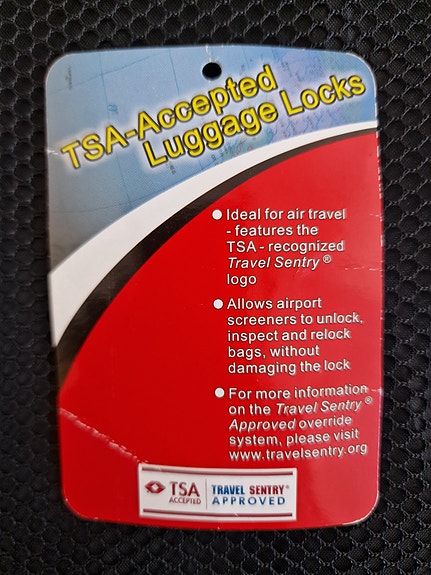 TSA-Accepted
Luggage Locks
● Ideal for air travel
- features the
TSA - recognized
Travel Sentry ®
logo
● Allows airport
screeners to unlock,
inspect and relock
bags, without
damaging the lock
● For more information
on the Travel Sentry ®
Approved override
system, please visit
www.travelsentry.org
TSA
ACCEPTED
TRAVEL SENTRY®
APPROVED